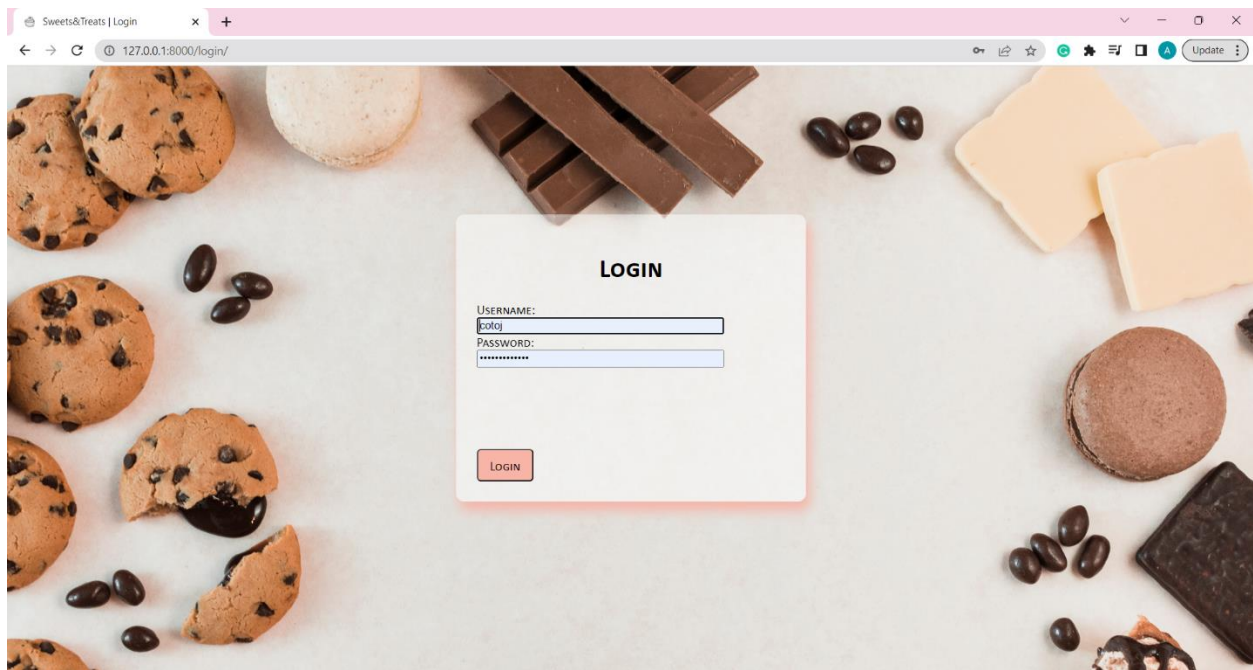 Sweets&Treats | Login
127.0.0.1:8000/login/
A
Update
LOGIN
USERNAME:
cotoj
PASSWORD:
•••••••••••••
LOGIN